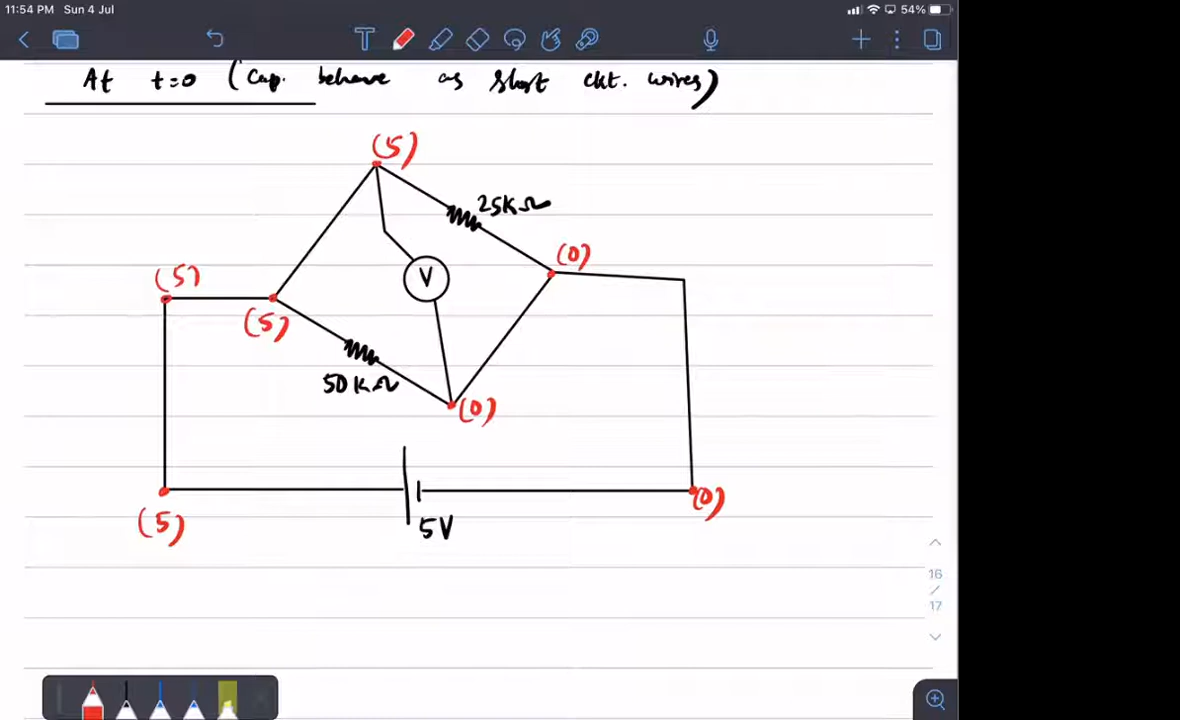 11:54 PM Sun 4 Jul
54%
T
At t=0 (Cap. behave as short ckt. wires)
(5)
25KΩ
(0)
(5)
V
(5)
50KΩ
(0)
(0)
(5)
5V
16
/
17